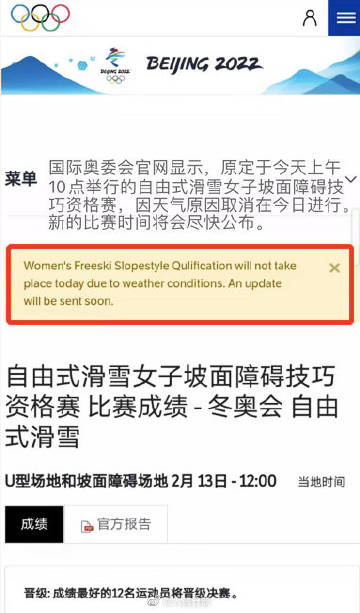 BEIJING 2022
BEIJING 2022
国际奥委会官网显示，原定于今天上午
菜单
10点举行的自由式滑雪女子坡面障碍技
巧资格赛，因天气原因取消在今日进行。
新的比赛时间将会尽快公布。
Women's Freeski Slopestyle Qulification will not take
place today due to weather conditions. An update
will be sent soon.
自由式滑雪女子坡面障碍技巧
资格赛 比赛成绩 - 冬奥会 自由
式滑雪
U型场地和坡面障碍场地 2月 13日 - 12:00 当地时间
成绩 官方报告
晋级: 成绩最好的12名运动员将晋级决赛。